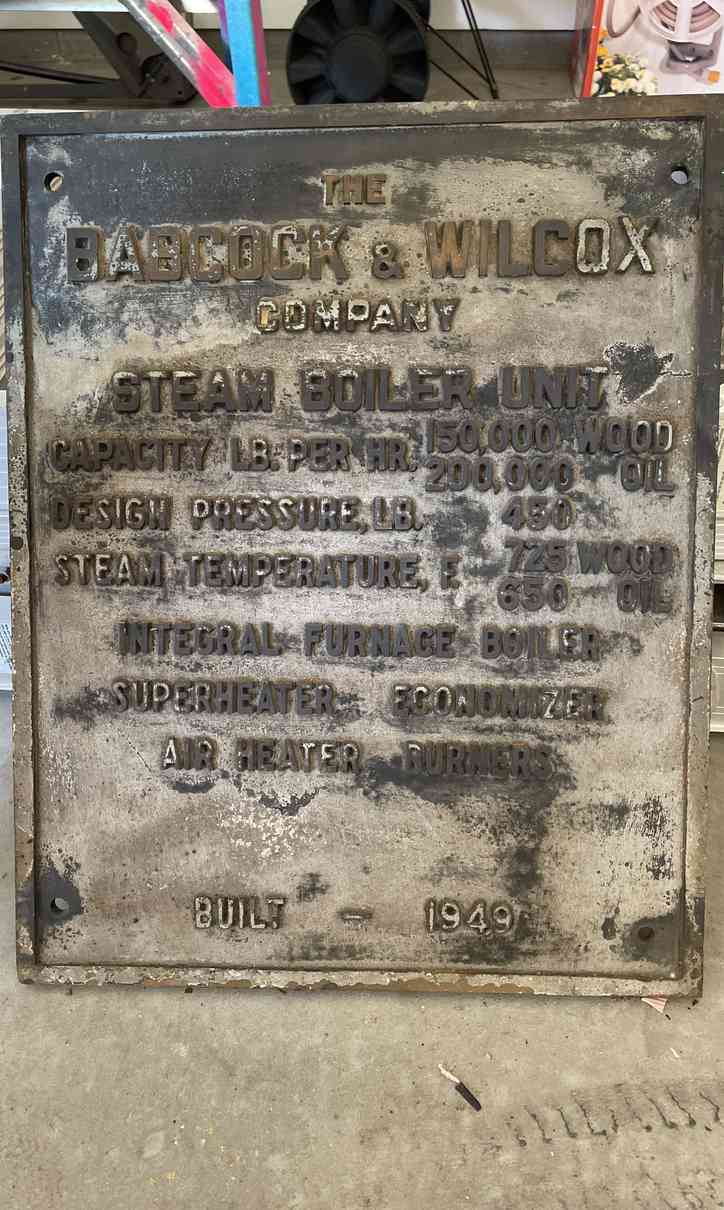 THE
BABCOCK & WILCOX
COMPANY
STEAM BOILER UNIT
CAPACITY LB. PER HR. 150,000 WOOD
200,000 OIL
DESIGN PRESSURE, LB. 450
STEAM TEMPERATURE, F. 725 WOOD
650 OIL
INTEGRAL FURNACE BOILER
SUPERHEATER ECONOMIZER
AIR HEATER BURNERS
BUILT - 1949